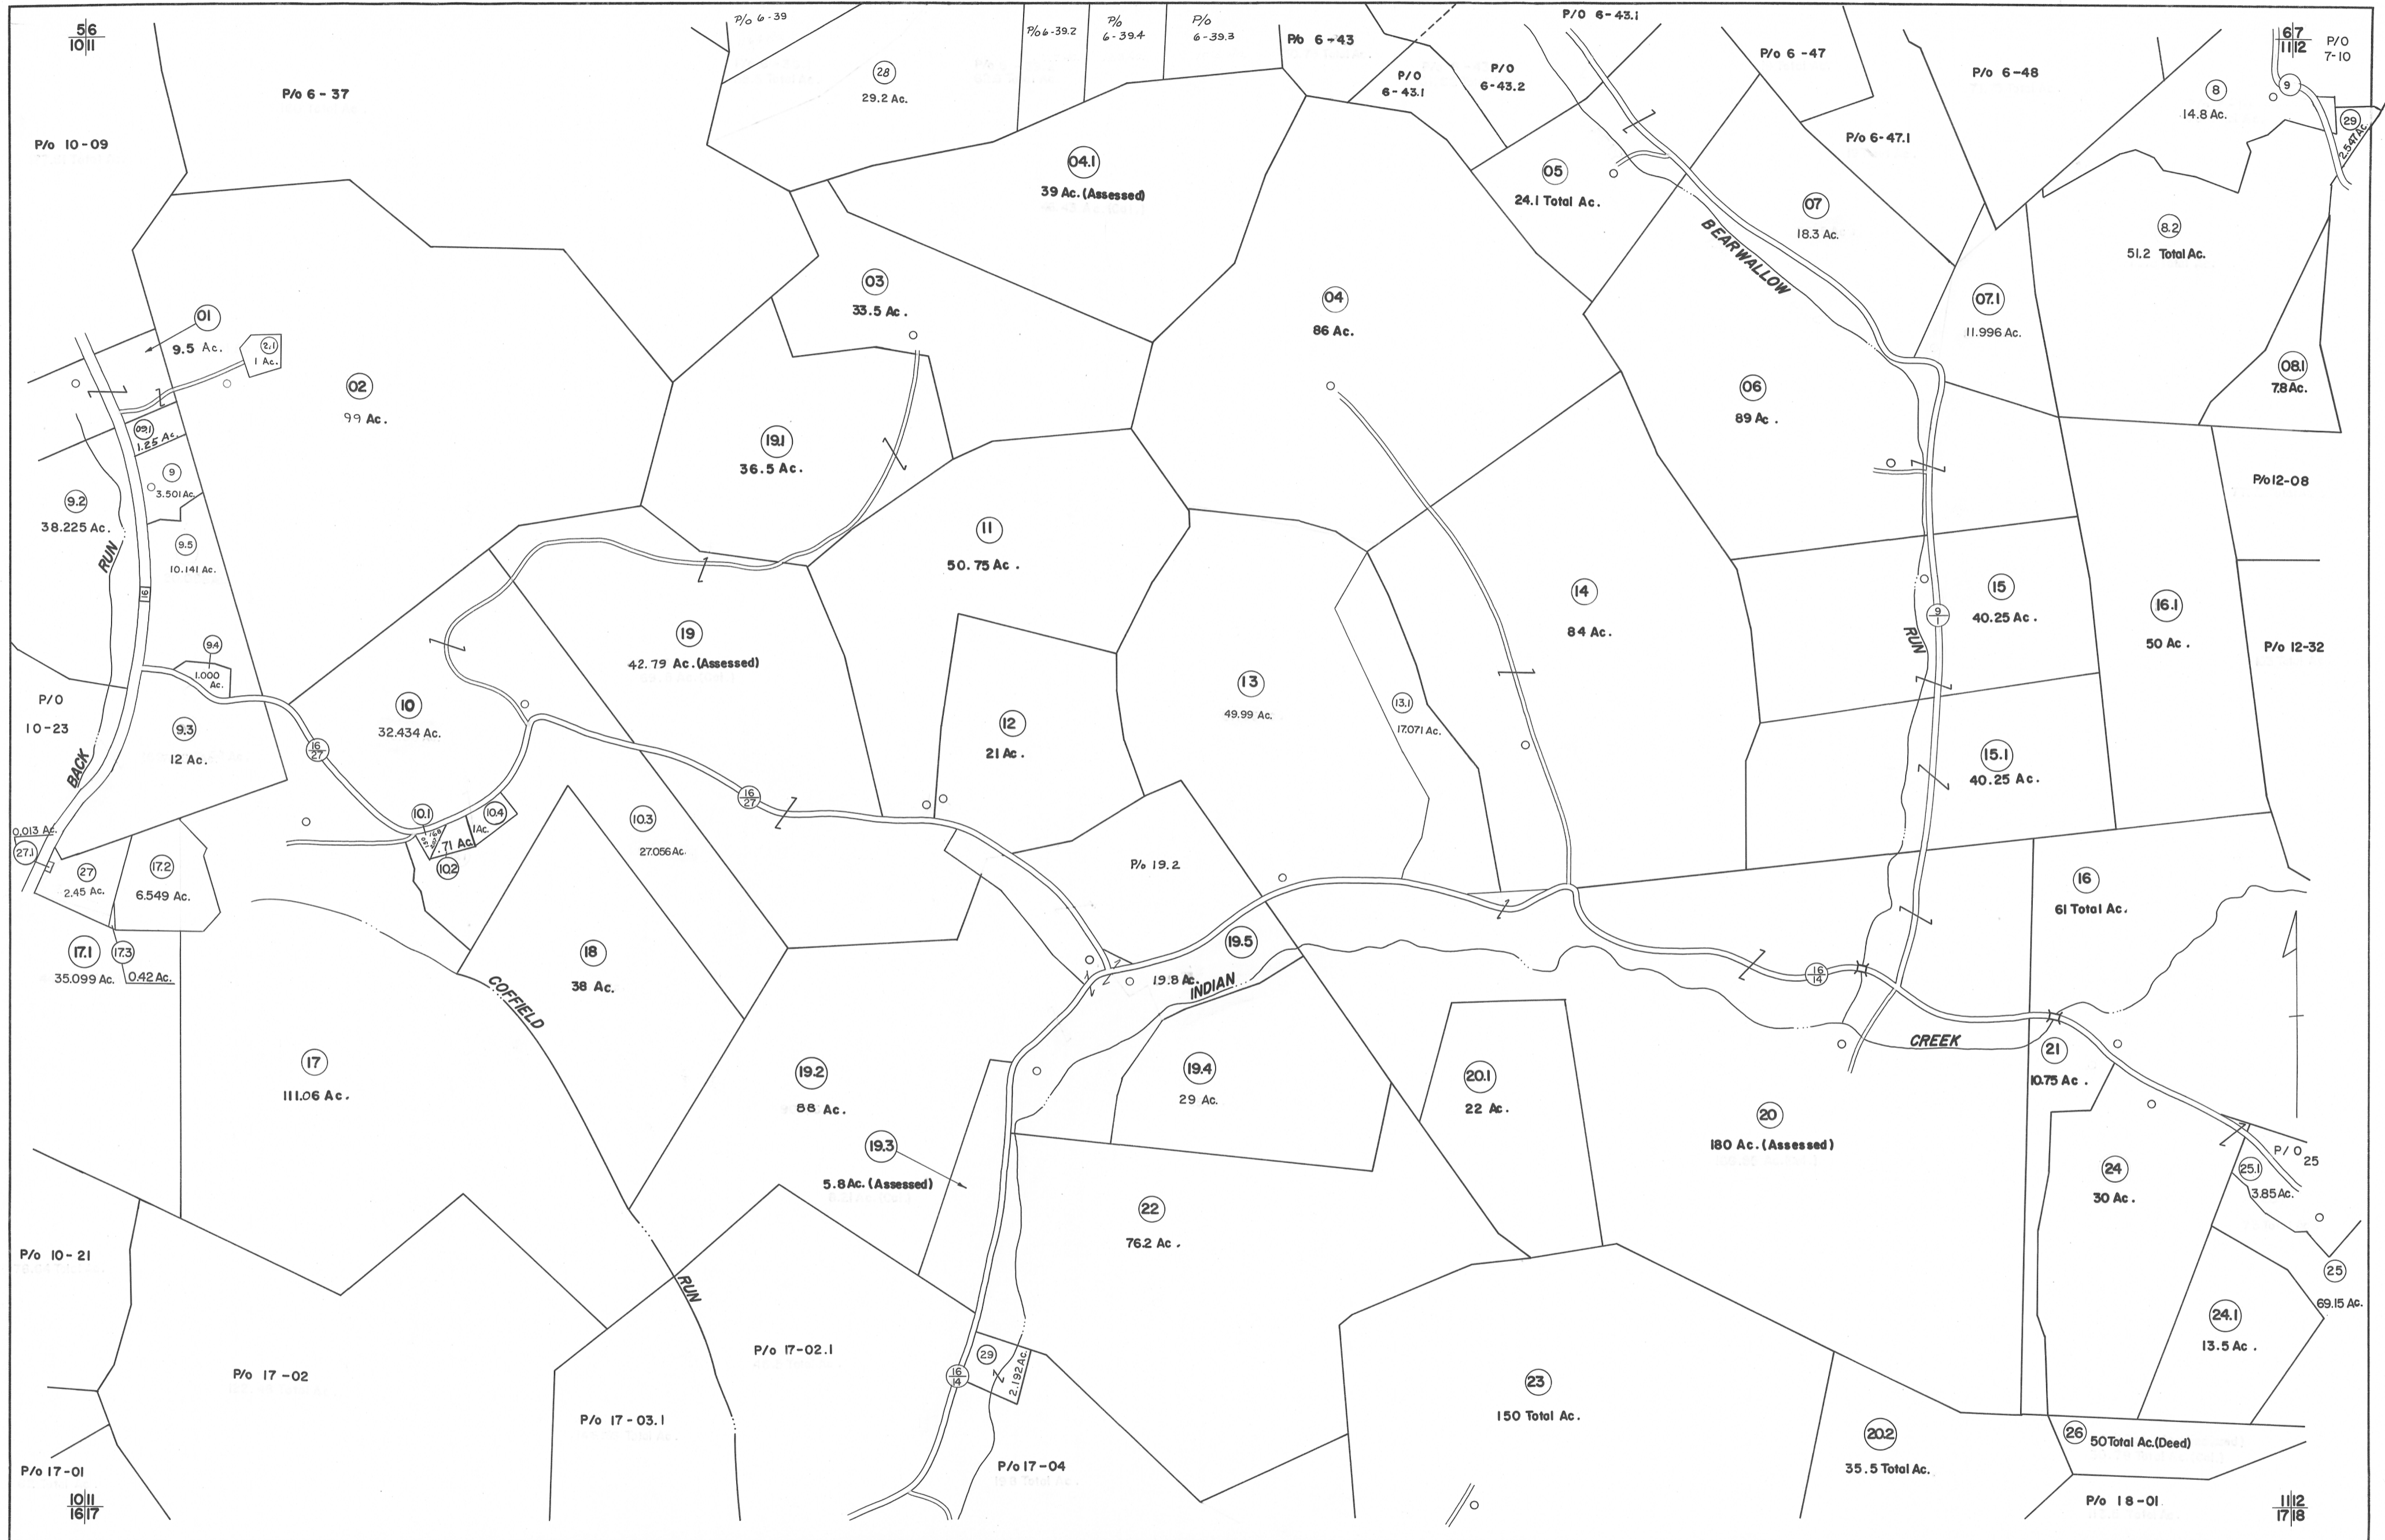 5|6
10|11
P/o 6-39
P/o 6-39.2
P/o
6-39.4
P/o
6-39.3
P/o 6-43
P/O 6-43.1
P/O
6-43.1
P/O
6-43.2
P/o 6-47
P/o 6-48
6|7
11|12
P/O
7-10
P/o 6-37
P/o 10-09
28
29.2 Ac.
04.1
39 Ac. (Assessed)
05
24.1 Total Ac.
P/o 6-47.1
8
14.8 Ac.
9
29
2.547 Ac.
07
18.3 Ac.
BEARWALLOW
8.2
51.2 Total Ac.
03
33.5 Ac.
04
86 Ac.
07.1
11.996 Ac.
01
9.5 Ac.
2.1
1 Ac.
02
99 Ac.
08.1
7.8 Ac.
06
89 Ac.
19.1
36.5 Ac.
09.1
1.25 Ac.
9
3.501 Ac.
9.2
38.225 Ac.
RUN
9.5
10.141 Ac.
16
P/o 12-08
11
50.75 Ac.
14
84 Ac.
15
40.25 Ac.
9
1
RUN
16.1
50 Ac.
P/o 12-32
9.4
1.000
Ac.
19
42.79 Ac. (Assessed)
P/O
10-23
BACK
9.3
12 Ac.
16
27
10
32.434 Ac.
12
21 Ac.
13
49.99 Ac.
13.1
17.071 Ac.
15.1
40.25 Ac.
16
27
0.013 Ac.
27.1
27
2.45 Ac.
17.2
6.549 Ac.
10.1
10.4
1 Ac.
.71 Ac.
10.2
10.3
27.056 Ac.
P/o 19.2
16
61 Total Ac.
17.1
35.099 Ac.
17.3
0.42 Ac.
18
38 Ac.
COFFIELD
19.5
19.8 Ac.
INDIAN
16
14
CREEK
17
111.06 Ac.
19.2
88 Ac.
19.4
29 Ac.
20.1
22 Ac.
20
180 Ac. (Assessed)
21
10.75 Ac.
19.3
5.8 Ac. (Assessed)
22
76.2 Ac.
24
30 Ac.
P/O 25
25.1
3.85 Ac.
P/o 10-21
RUN
25
69.15 Ac.
24.1
13.5 Ac.
P/o 17-02
P/o 17-02.1
P/o 17-03.1
16
14
29
2.192 Ac.
23
150 Total Ac.
P/o 17-04
20.2
35.5 Total Ac.
26
50 Total Ac. (Deed)
P/o 17-01
10|11
16|17
P/o 18-01
11|12
17|18